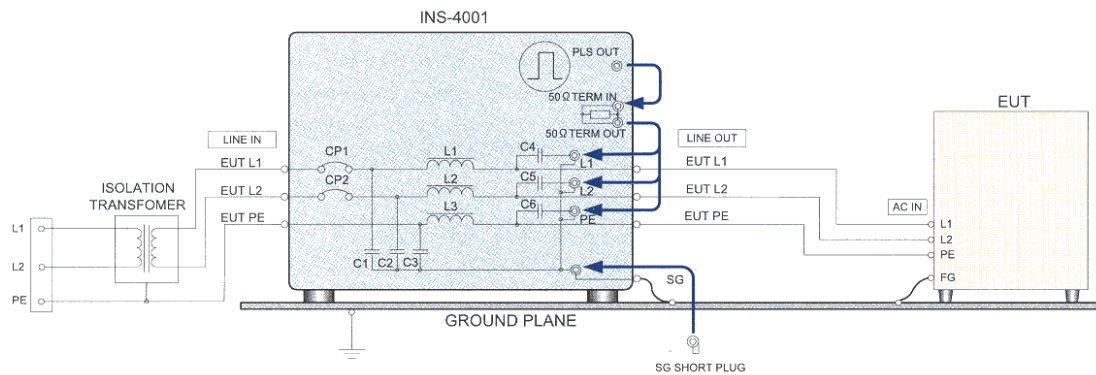 INS-4001
PLS OUT
50Ω TERM IN
50Ω TERM OUT
EUT
LINE IN
LINE OUT
CP1
L1
C4
L1
EUT L1
EUT L1
CP2
L2
C5
L2
EUT L2
EUT L2
ISOLATION
TRANSFOMER
L3
C6
PE
EUT PE
EUT PE
AC IN
L1
L1
L2
PE
C1
C2
C3
L2
SG
FG
PE
GROUND PLANE
SG SHORT PLUG